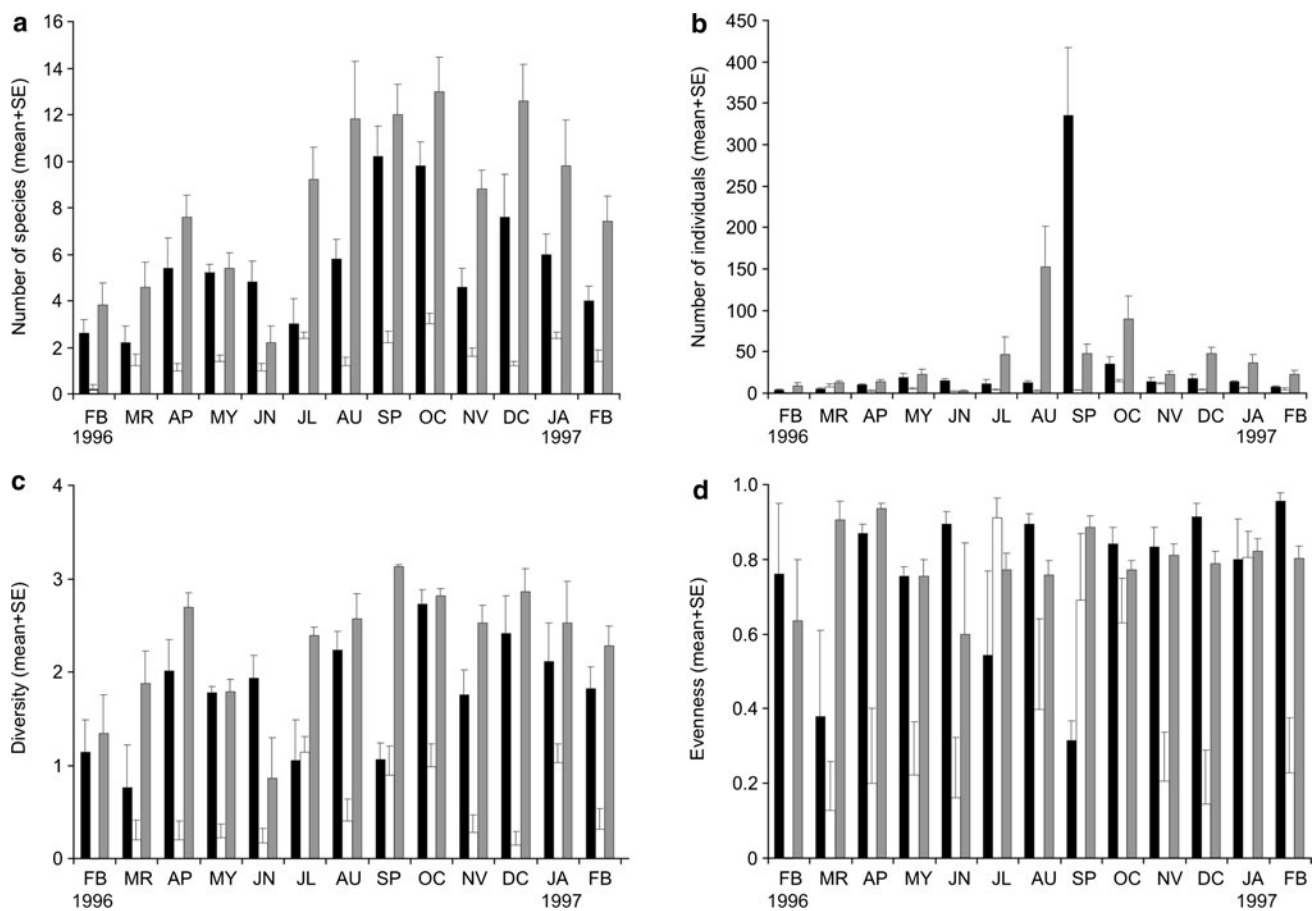 a
Number of species (mean+SE)
16
14
12
10
8
6
4
2
0
FB MR AP MY JN JL AU SP OC NV DC JA FB
1996 1997
b
Number of individuals (mean+SE)
450
400
350
300
250
200
150
100
50
0
FB MR AP MY JN JL AU SP OC NV DC JA FB
1996 1997
c
Diversity (mean+SE)
4
3
2
1
0
FB MR AP MY JN JL AU SP OC NV DC JA FB
1996 1997
d
Evenness (mean+SE)
1.0
0.8
0.6
0.4
0.2
0
FB MR AP MY JN JL AU SP OC NV DC JA FB
1996 1997